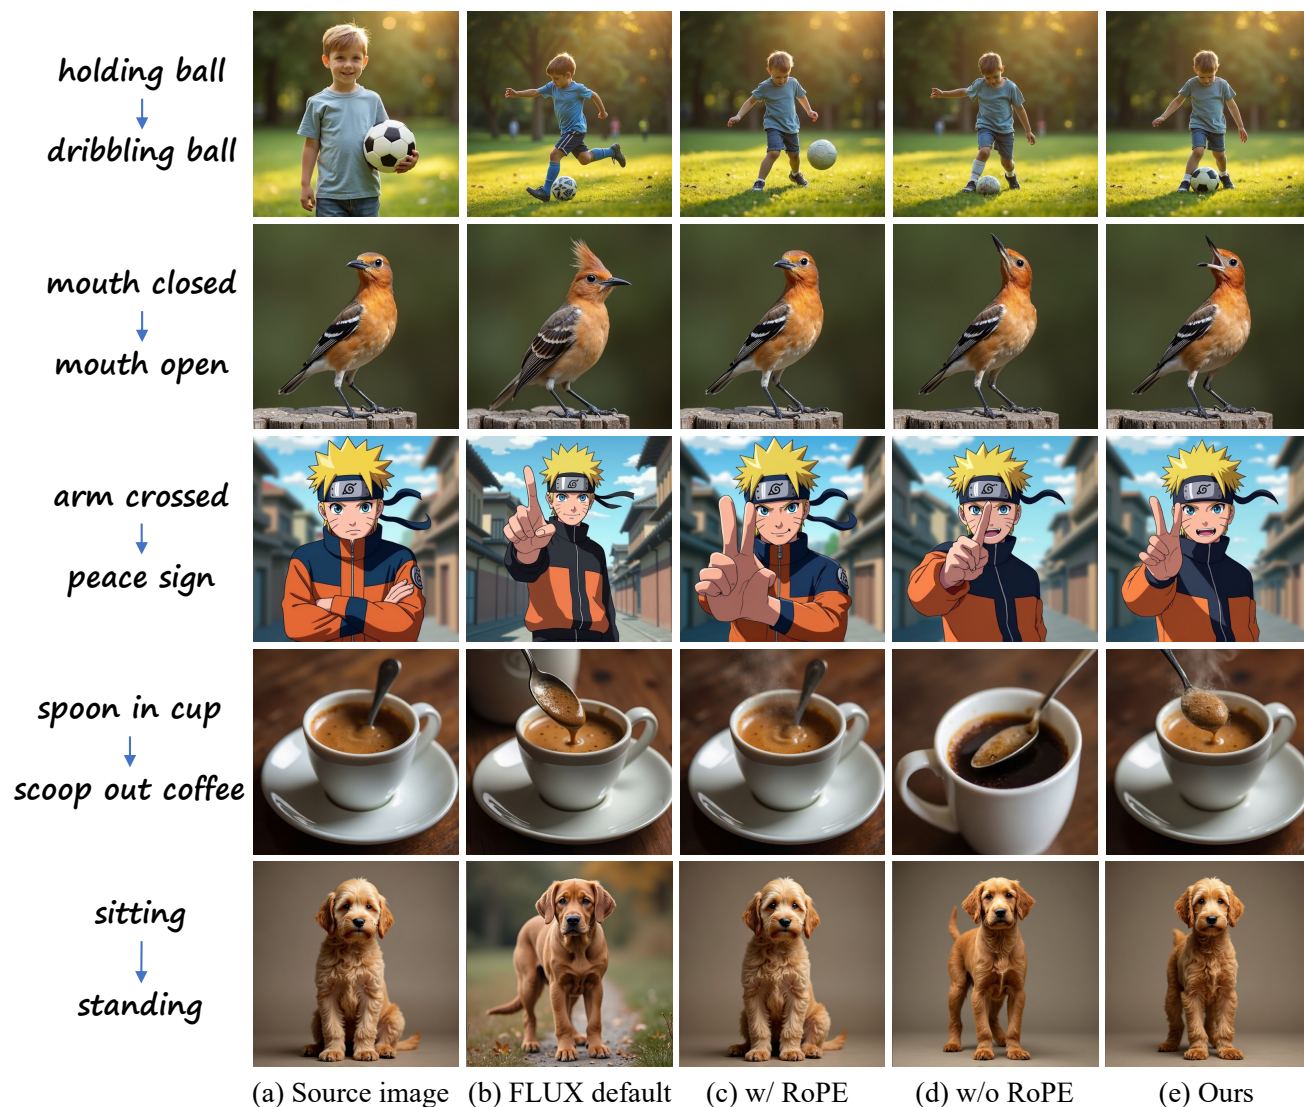 holding ball
dribbling ball
mouth closed
mouth open
arm crossed
peace sign
spoon in cup
scoop out coffee
sitting
standing
(a) Source image (b) FLUX default (c) w/ RoPE (d) w/o RoPE (e) Ours